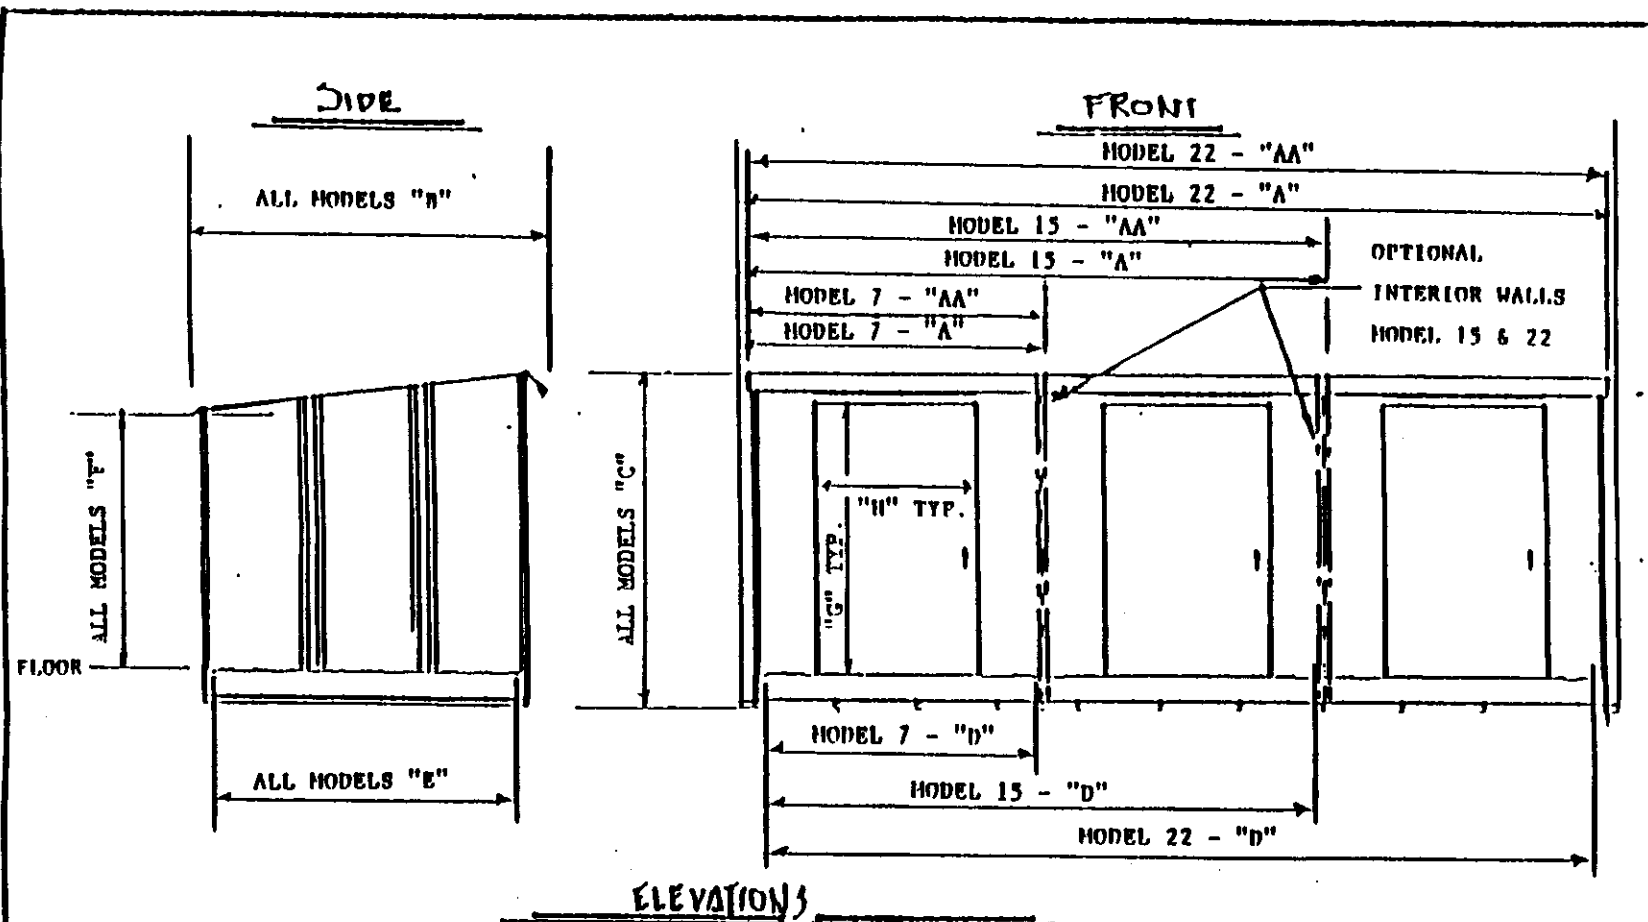 SIDE
FRONT
MODEL 22 - "AA"
ALL MODELS "B"
MODEL 22 - "A"
MODEL 15 - "AA"
MODEL 15 - "A"
OPTIONAL
INTERIOR WALLS
MODEL 15 & 22
MODEL 7 - "AA"
MODEL 7 - "A"
ALL MODELS "F"
ALL MODELS "C"
"H" TYP.
"G" TYP.
FLOOR
MODEL 7 - "D"
ALL MODELS "E"
MODEL 15 - "D"
MODEL 22 - "D"
ELEVATIONS